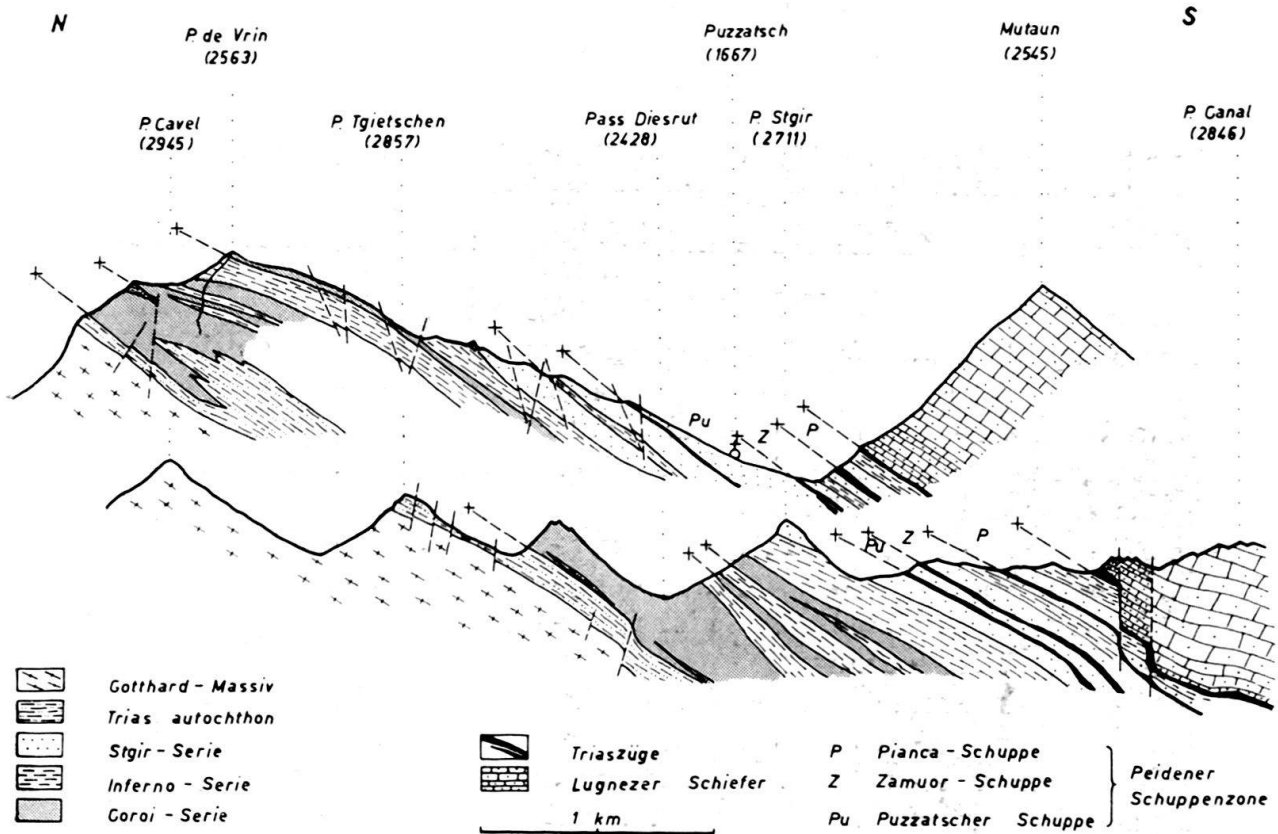 N
S
P. de Vrin
(2563)
Puzzatsch
(1667)
Mutaun
(2545)
P. Cavel
(2945)
P. Tgietschen
(2857)
Pass Diesrut
(2428)
P. Stgir
(2711)
P. Canal
(2846)
Pu
Z
P
Pu
Z
P
Gotthard - Massiv
Trias autochthon
Stgir - Serie
Inferno - Serie
Coroi - Serie
Triaszüge
Lugnezer Schiefer
1 km
P Pianca - Schuppe
Z Zamuor - Schuppe
Pu Puzzatscher Schuppe
Peidener
Schuppenzone